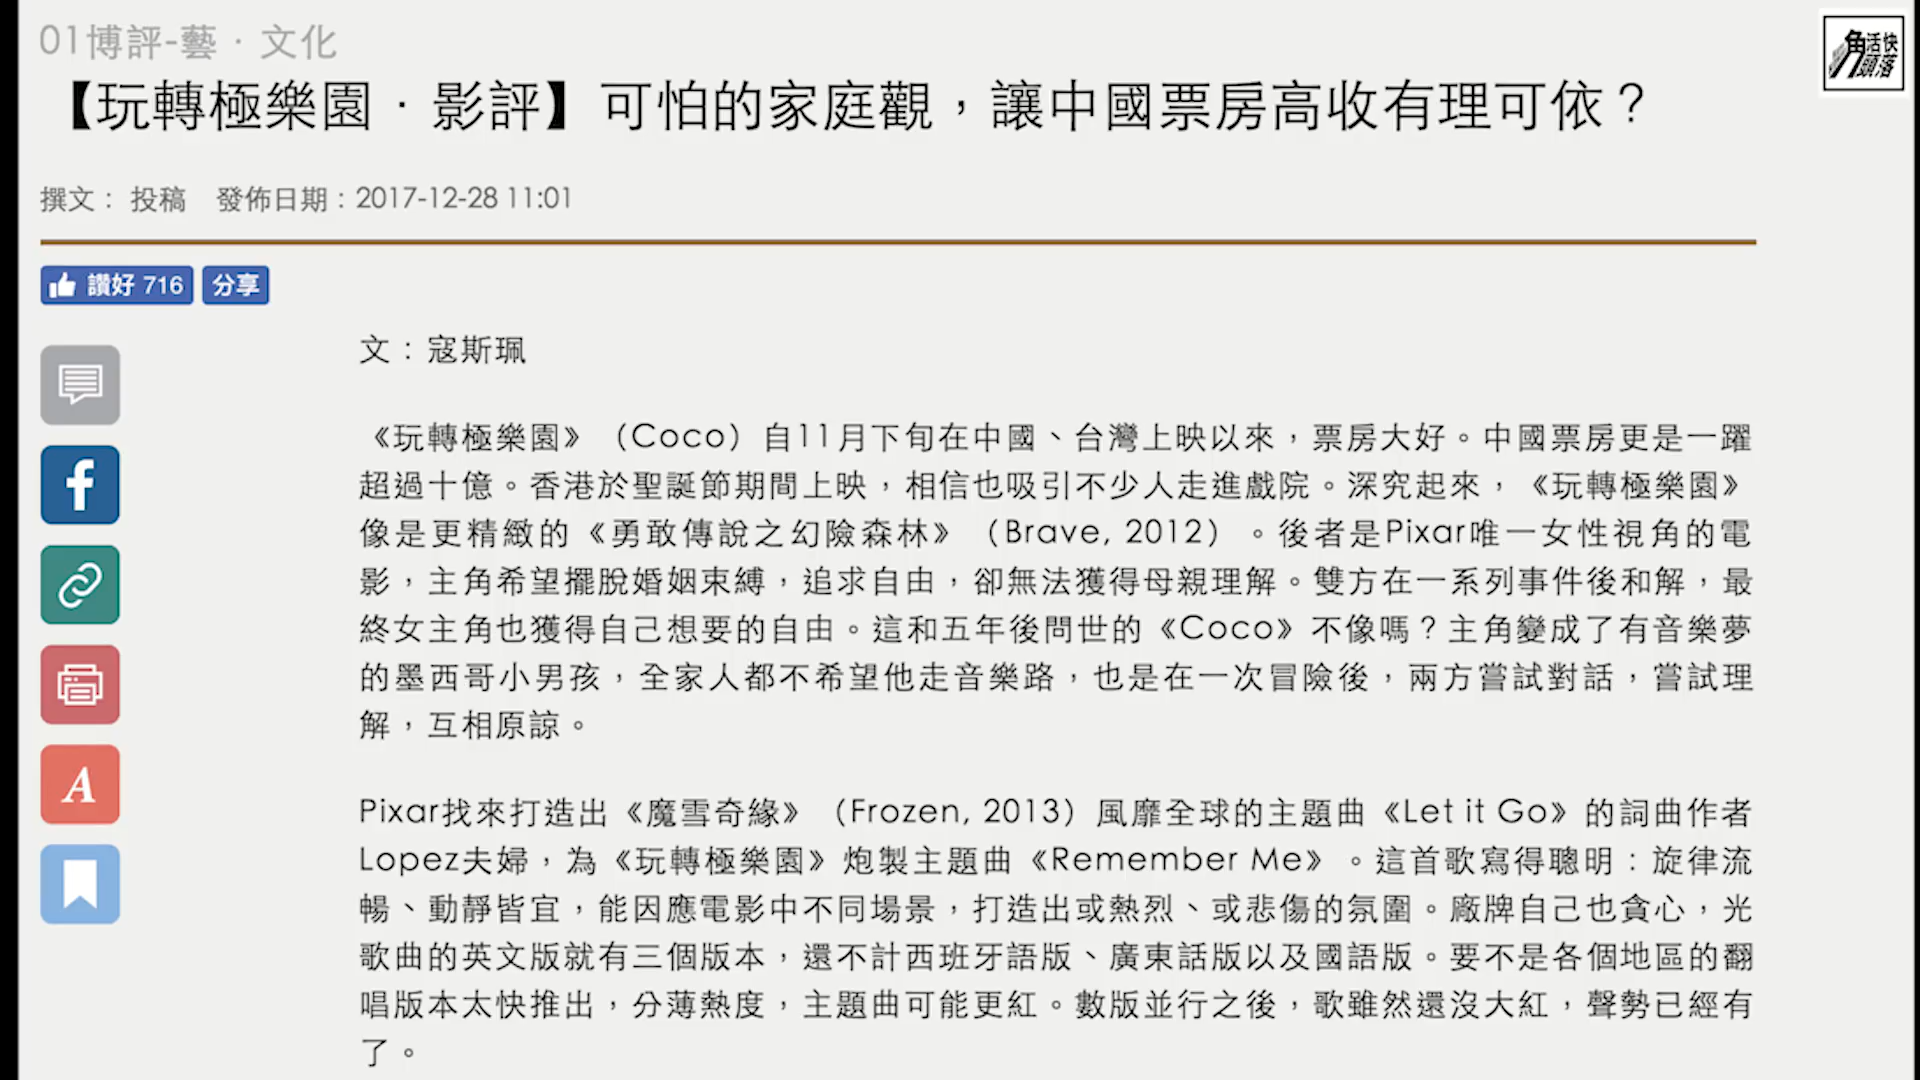 01博評-藝．文化
【玩轉極樂園．影評】可怕的家庭觀，讓中國票房高收有理可依？
撰文： 投稿 發佈日期：2017-12-28 11:01
讚好 716 分享
文：寇斯珮
《玩轉極樂園》（Coco）自11月下旬在中國、台灣上映以來，票房大好。中國票房更是一躍
超過十億。香港於聖誕節期間上映，相信也吸引不少人走進戲院。深究起來，《玩轉極樂園》
像是更精緻的《勇敢傳說之幻險森林》（Brave, 2012）。後者是Pixar唯一女性視角的電
影，主角希望擺脫婚姻束縛，追求自由，卻無法獲得母親理解。雙方在一系列事件後和解，最
終女主角也獲得自己想要的自由。這和五年後問世的《Coco》不像嗎？主角變成了有音樂夢
的墨西哥小男孩，全家人都不希望他走音樂路，也是在一次冒險後，兩方嘗試對話，嘗試理
解，互相原諒。
Pixar找來打造出《魔雪奇緣》（Frozen, 2013）風靡全球的主題曲《Let it Go》的詞曲作者
Lopez夫婦，為《玩轉極樂園》炮製主題曲《Remember Me》。這首歌寫得聰明：旋律流
暢、動靜皆宜，能因應電影中不同場景，打造出或熱烈、或悲傷的氛圍。廠牌自己也貪心，光
歌曲的英文版就有三個版本，還不計西班牙語版、廣東話版以及國語版。要不是各個地區的翻
唱版本太快推出，分薄熱度，主題曲可能更紅。數版並行之後，歌雖然還沒大紅，聲勢已經有
了。
快活
落角頭